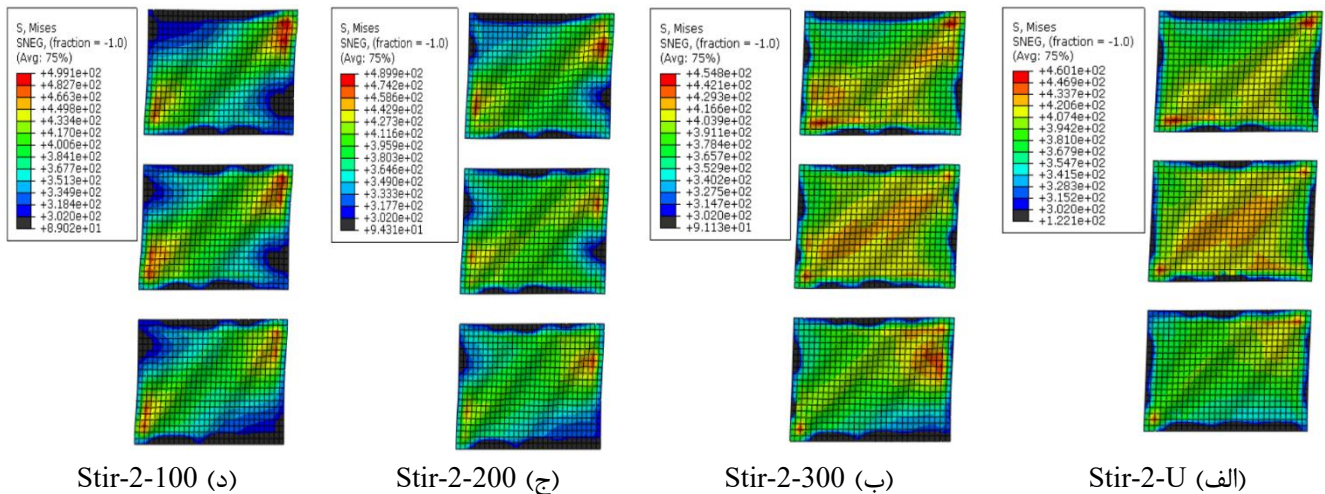 S, Mises
SNEG, (fraction = -1.0)
(Avg: 75%)
+4.991e+02
+4.827e+02
+4.663e+02
+4.498e+02
+4.334e+02
+4.170e+02
+4.006e+02
+3.841e+02
+3.677e+02
+3.513e+02
+3.349e+02
+3.184e+02
+3.020e+02
+8.902e+01
S, Mises
SNEG, (fraction = -1.0)
(Avg: 75%)
+4.899e+02
+4.742e+02
+4.586e+02
+4.429e+02
+4.273e+02
+4.116e+02
+3.959e+02
+3.803e+02
+3.646e+02
+3.490e+02
+3.333e+02
+3.177e+02
+3.020e+02
+9.431e+01
S, Mises
SNEG, (fraction = -1.0)
(Avg: 75%)
+4.548e+02
+4.421e+02
+4.293e+02
+4.166e+02
+4.039e+02
+3.911e+02
+3.784e+02
+3.657e+02
+3.529e+02
+3.402e+02
+3.275e+02
+3.147e+02
+3.020e+02
+9.113e+01
S, Mises
SNEG, (fraction = -1.0)
(Avg: 75%)
+4.601e+02
+4.469e+02
+4.337e+02
+4.206e+02
+4.074e+02
+3.942e+02
+3.810e+02
+3.679e+02
+3.547e+02
+3.415e+02
+3.283e+02
+3.152e+02
+3.020e+02
+1.221e+02
(د) Stir-2-100
(ج) Stir-2-200
(ب) Stir-2-300
(الف) Stir-2-U